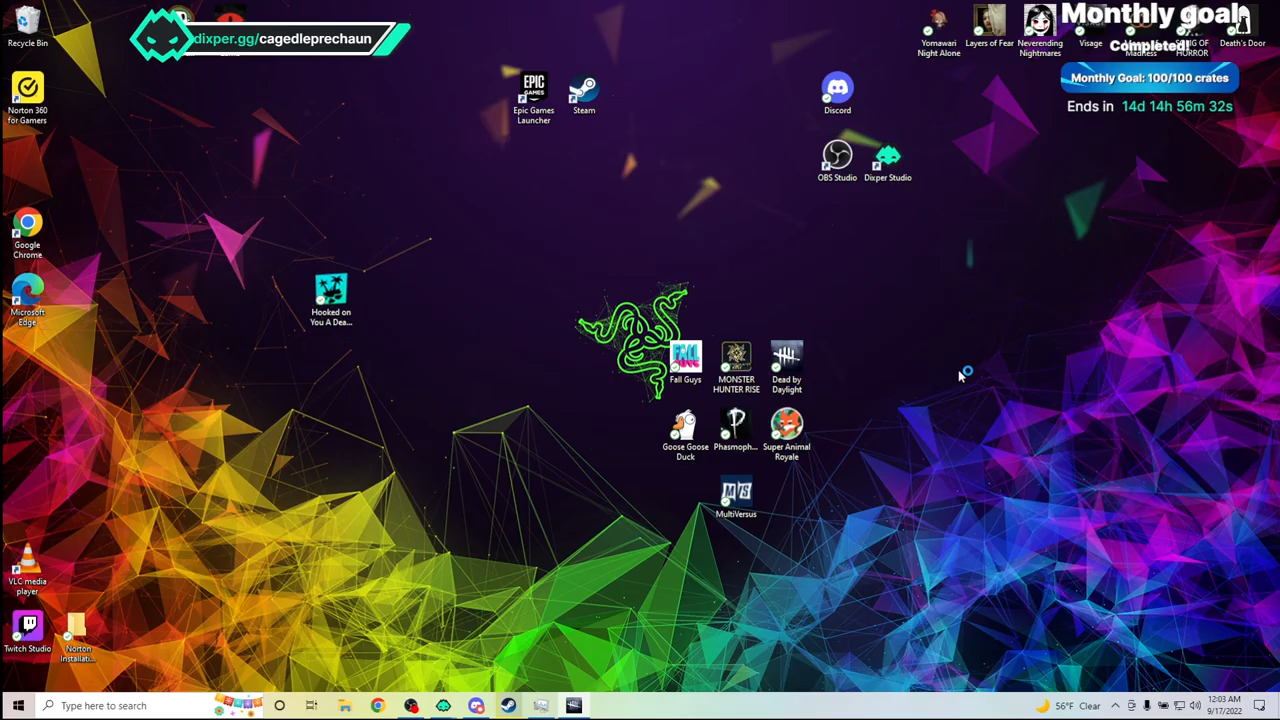 Recycle Bin
dixper.gg/cagedleprechaun
Monthly goal
Completed!
Monthly Goal: 100/100 crates
Ends in 14d 14h 56m 32s
Yomawari
Night Alone
Layers of Fear
Neverending
Nightmares
Visage
Madness
OF
HORROR
Death's Door
Norton 360
for Gamers
EPIC
GAMES
Epic Games
Launcher
Steam
Discord
OBS Studio
Dixper Studio
Google
Chrome
Microsoft
Edge
Hooked on
You A Dea...
FALL
Fall Guys
MONSTER
HUNTER RISE
Dead by
Daylight
Goose Goose
Duck
Phasmoph...
Super Animal
Royale
MultiVersus
VLC media
player
Twitch Studio
Norton
Installati...
Type here to search
56°F Clear
12:03 AM
9/17/2022